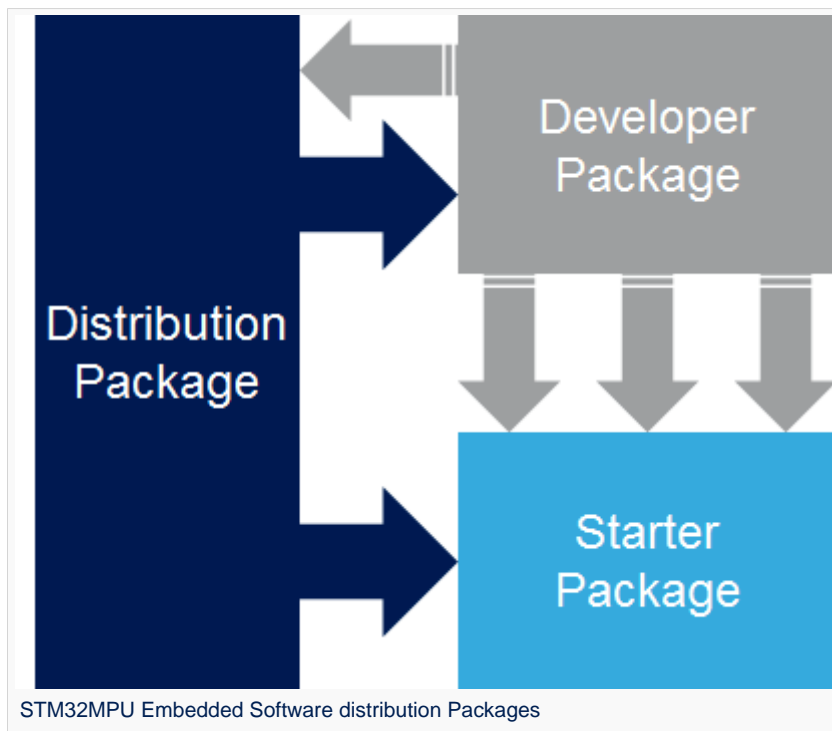 Developer
Package
Distribution
Package
Starter
Package
STM32MPU Embedded Software distribution Packages